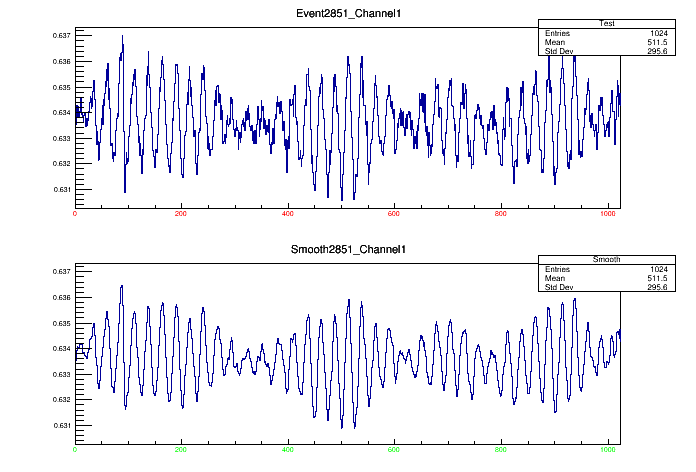 Event2851_Channel1
Test
Entries 1024
Mean 511.5
Std Dev 295.6
0.637
0.636
0.635
0.634
0.633
0.632
0.631
0 200 400 600 800 1000
Smooth2851_Channel1
Smooth
Entries 1024
Mean 511.5
Std Dev 295.6
0.637
0.636
0.635
0.634
0.633
0.632
0.631
0 200 400 600 800 1000